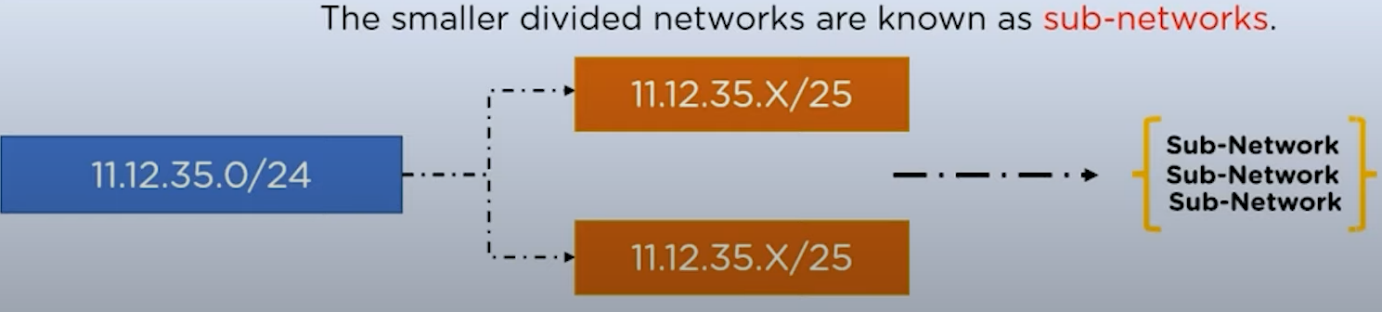 The smaller divided networks are known as sub-networks.
11.12.35.X/25
11.12.35.0/24
11.12.35.X/25
Sub-Network
Sub-Network
Sub-Network